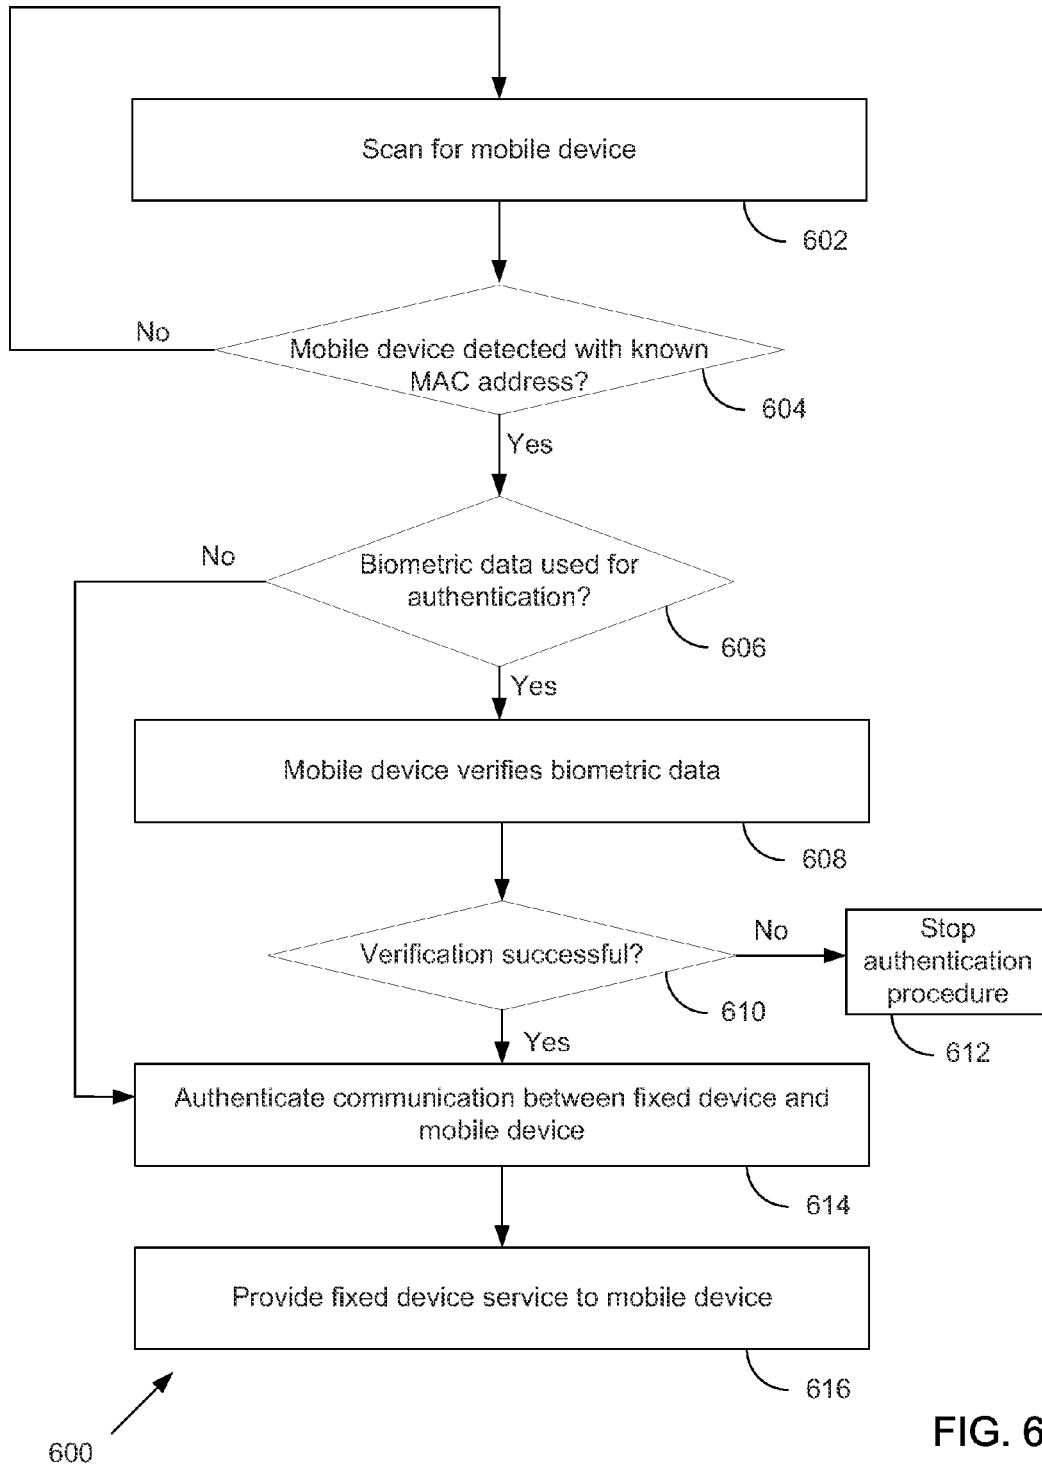 Scan for mobile device
602
No
Mobile device detected with known
MAC address?
604
Yes
No
Biometric data used for
authentication?
606
Yes
Mobile device verifies biometric data
608
Verification successful?
No
Stop
authentication
procedure
610
612
Yes
Authenticate communication between fixed device and
mobile device
614
Provide fixed device service to mobile device
616
600
FIG. 6